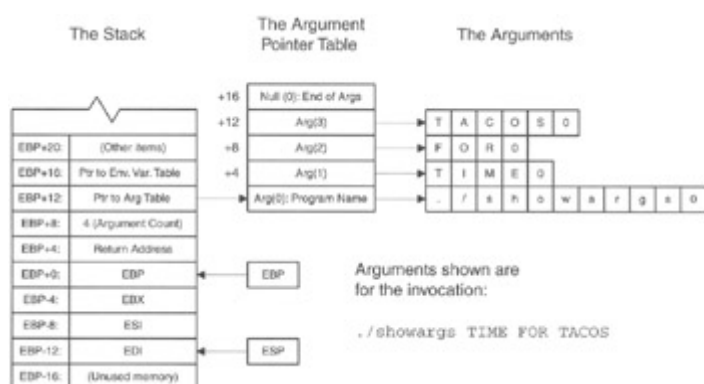 The Stack
The Argument
Pointer Table
The Arguments
+16 Null (0): End of Args
+12 Arg(3) T A C O S 0
+8 Arg(2) F O R 0
+4 Arg(1) T I M E 0
Arg(0): Program Name . / s h o w a r g s 0
EBP+20: (Other items)
EBP+16: Ptr to Env. Var. Table
EBP+12: Ptr to Arg Table
EBP+8: 4 (Argument Count)
EBP+4: Return Address
EBP+0: EBP
EBP-4: EBX
EBP-8: ESI
EBP-12: EDI
EBP-16: (Unused memory)
EBP
ESP
Arguments shown are
for the invocation:
./showargs TIME FOR TACOS